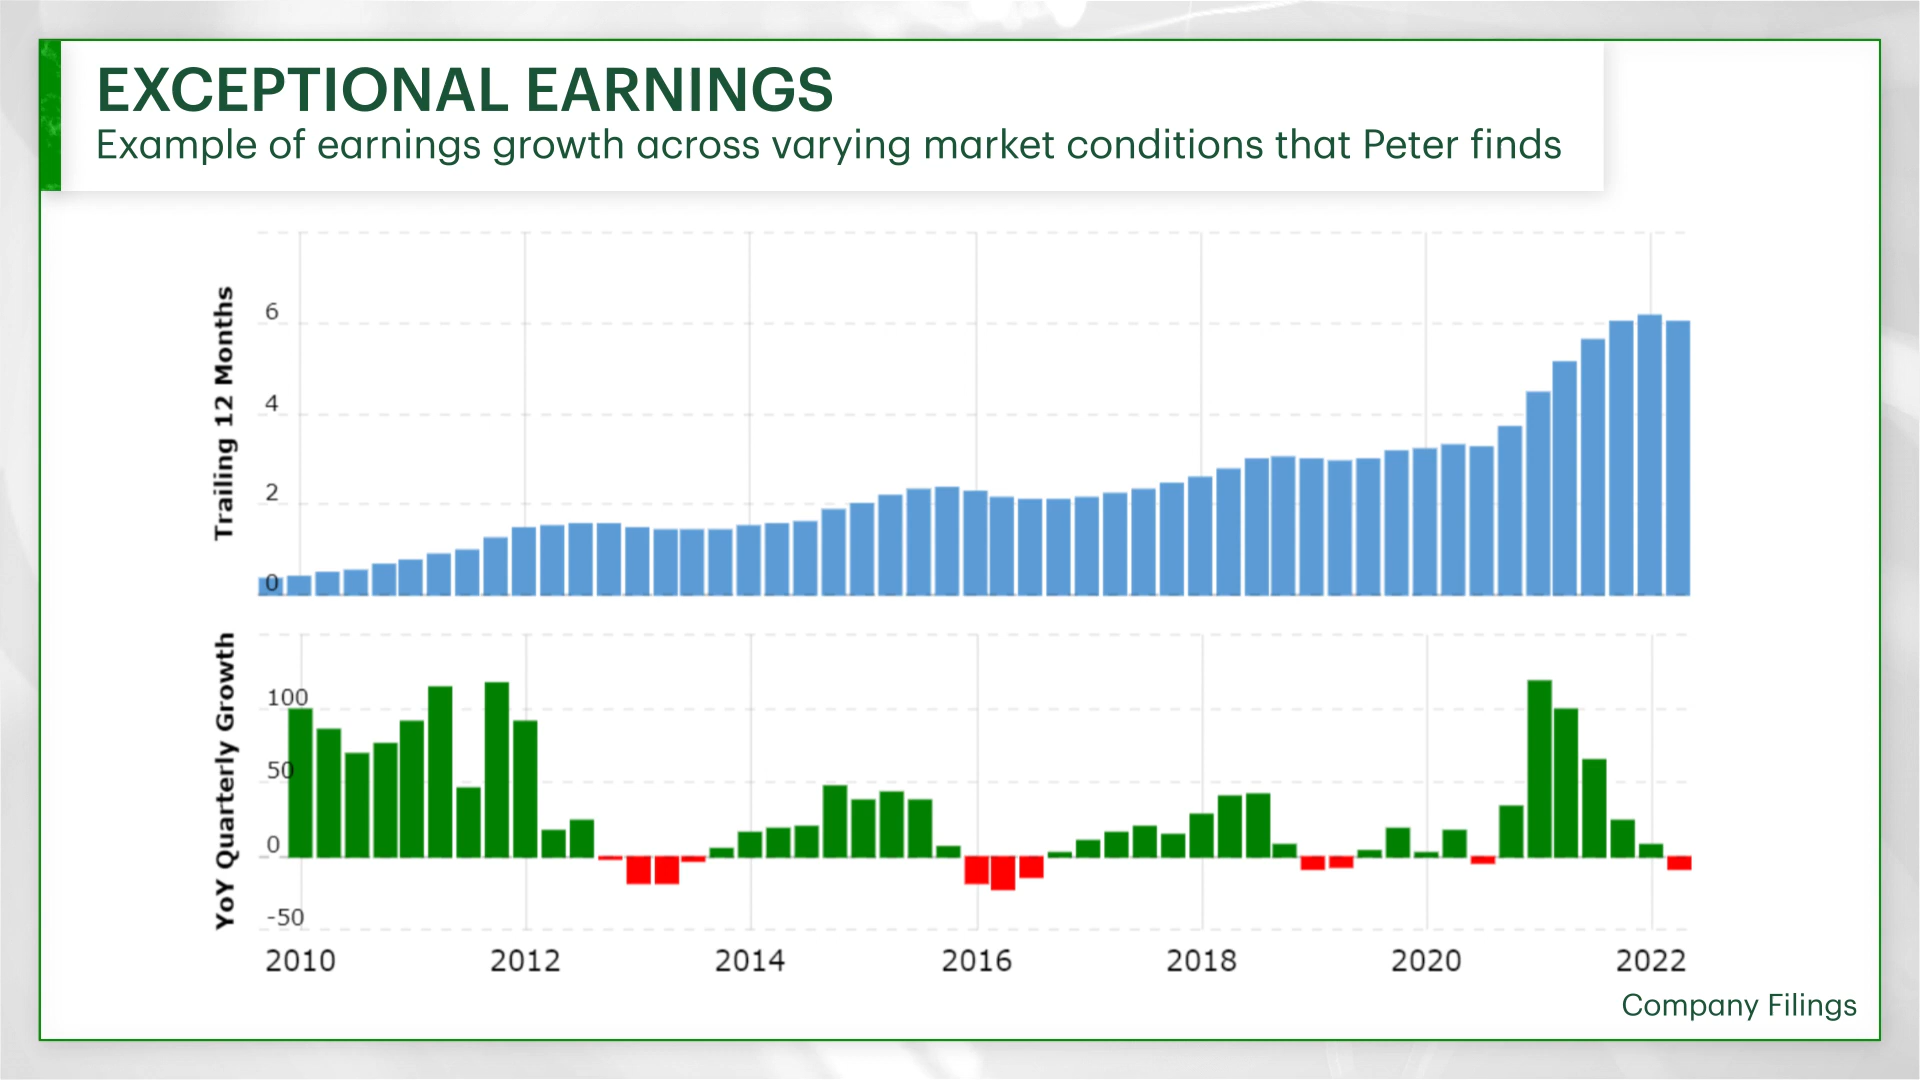 EXCEPTIONAL EARNINGS
Example of earnings growth across varying market conditions that Peter finds
Trailing 12 Months
6
4
2
0
YoY Quarterly Growth
100
50
0
-50
2010 2012 2014 2016 2018 2020 2022
Company Filings